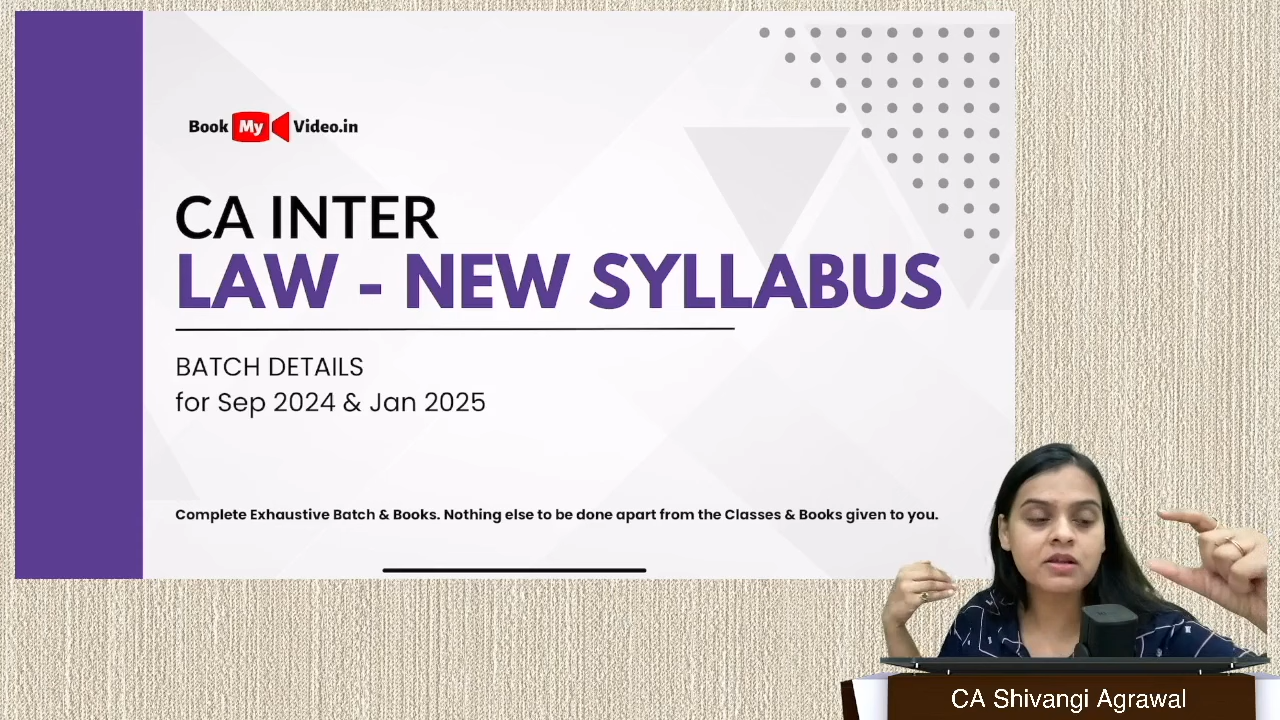 Book My Video.in
CA INTER
LAW - NEW SYLLABUS
BATCH DETAILS
for Sep 2024 & Jan 2025
Complete Exhaustive Batch & Books. Nothing else to be done apart from the Classes & Books given to you.
CA Shivangi Agrawal